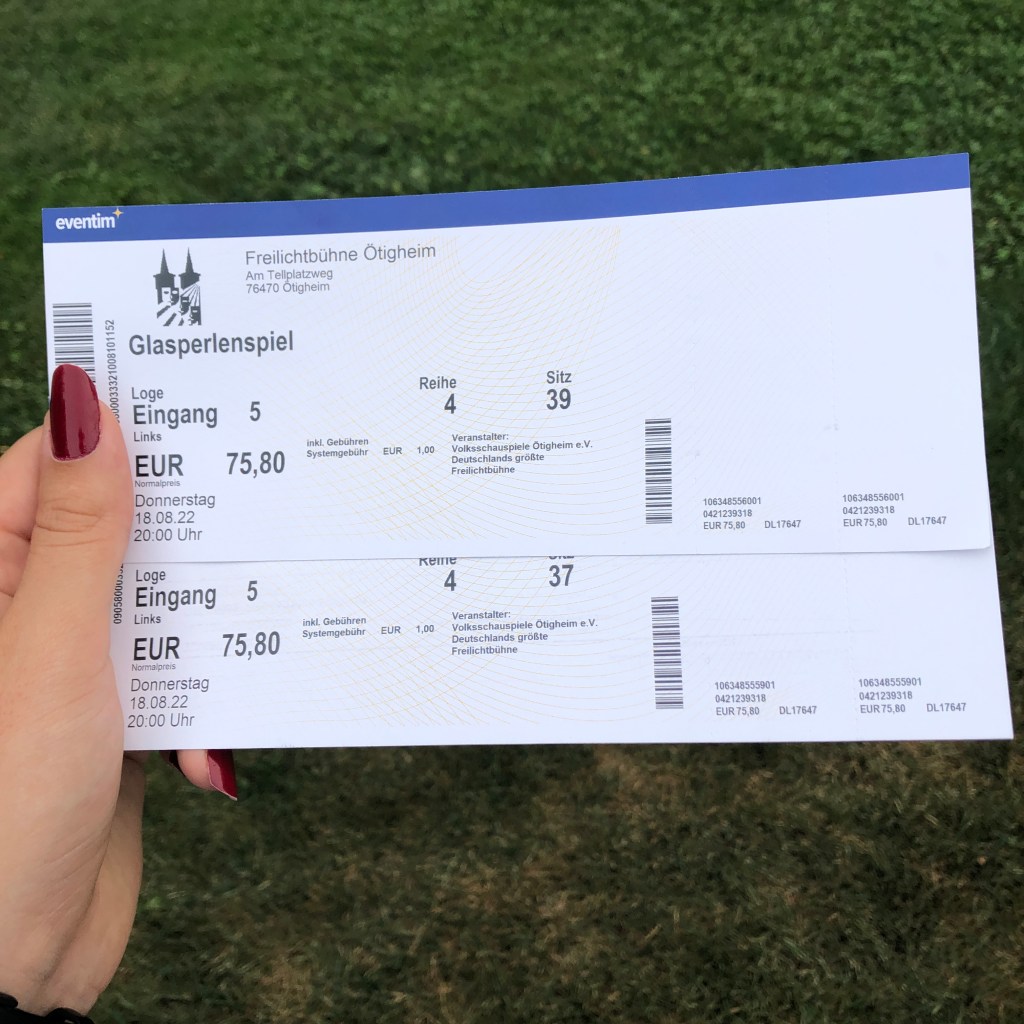 eventim
Freilichtbühne Ötigheim
Am Tellplatzweg
76470 Ötigheim
Glasperlenspiel
Loge
Eingang 5
Links
Reihe
4
Sitz
39
EUR 75,80
Normalpreis
inkl. Gebühren
Systemgebühr EUR 1,00
Veranstalter:
Volksschauspiele Ötigheim e.V.
Deutschlands größte
Freilichtbühne
Donnerstag
18.08.22
20:00 Uhr
106348556001
0421239318
EUR 75,80 DL17647
106348556001
0421239318
EUR 75,80 DL17647
Loge
Eingang 5
Links
Reihe
4
37
EUR 75,80
Normalpreis
inkl. Gebühren
Systemgebühr EUR 1,00
Veranstalter:
Volksschauspiele Ötigheim e.V.
Deutschlands größte
Freilichtbühne
Donnerstag
18.08.22
20:00 Uhr
106348555901
0421239318
EUR 75,80 DL17647
106348555901
0421239318
EUR 75,80 DL17647